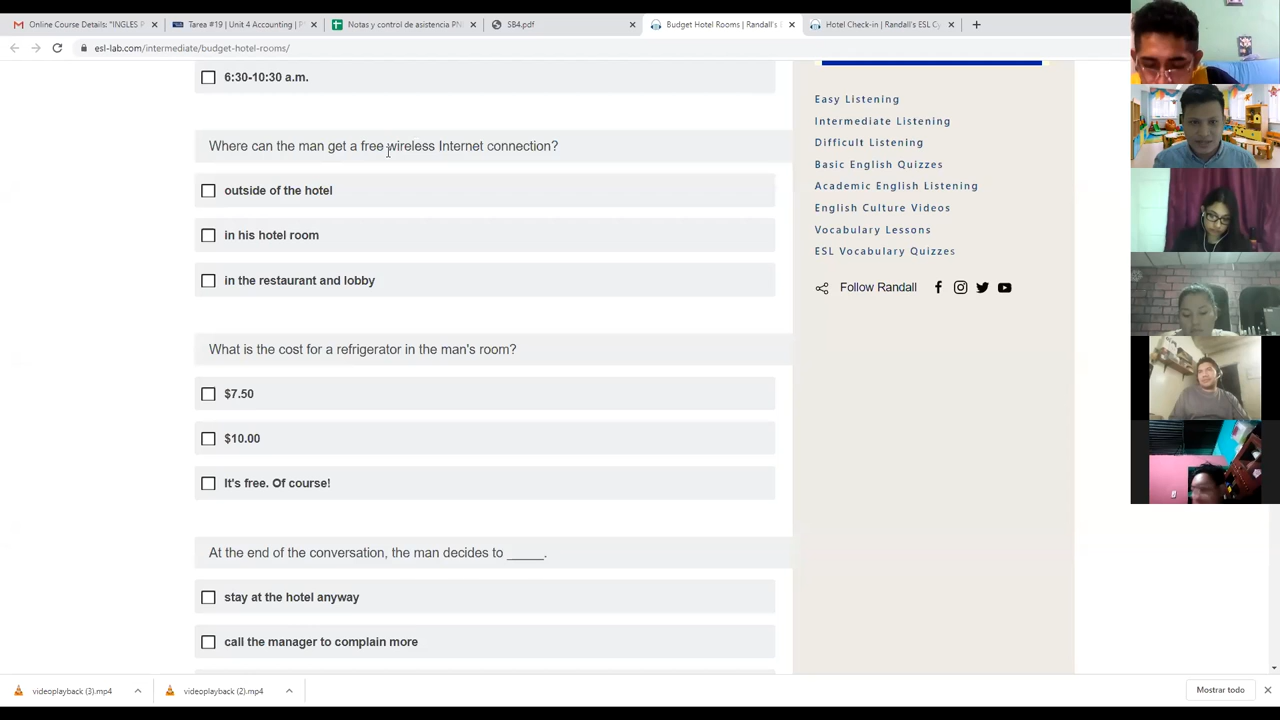 Online Course Details: "INGLES P
Tarea #19 | Unit 4 Accounting | P
Notas y control de asistencia PN
SB4.pdf
Budget Hotel Rooms | Randall's
Hotel Check-in | Randall's ESL Cy
esl-lab.com/intermediate/budget-hotel-rooms/
6:30-10:30 a.m.
Where can the man get a free wireless Internet connection?
outside of the hotel
in his hotel room
in the restaurant and lobby
What is the cost for a refrigerator in the man's room?
$7.50
$10.00
It's free. Of course!
At the end of the conversation, the man decides to _____.
stay at the hotel anyway
call the manager to complain more
Easy Listening
Intermediate Listening
Difficult Listening
Basic English Quizzes
Academic English Listening
English Culture Videos
Vocabulary Lessons
ESL Vocabulary Quizzes
Follow Randall
videoplayback (3).mp4
videoplayback (2).mp4
Mostrar todo